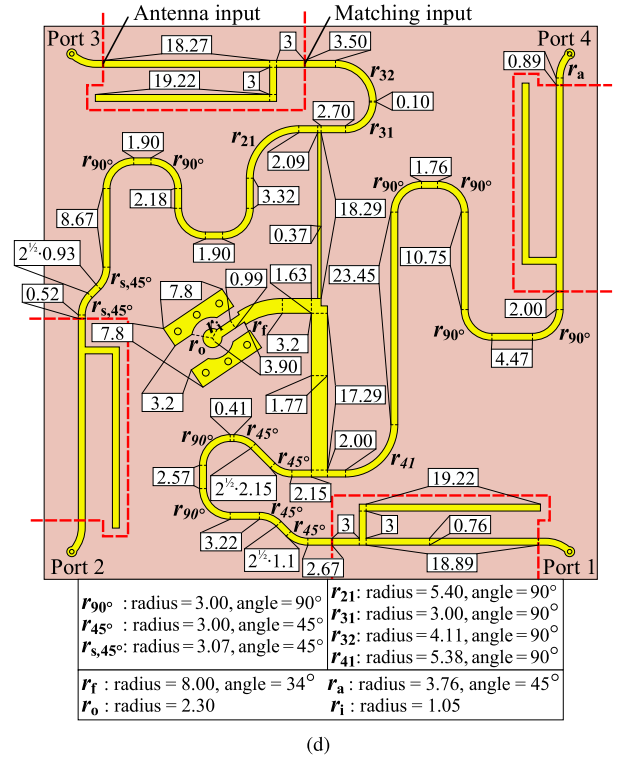 Antenna input
Matching input
Port 3
Port 4
18.27
3
3.50
0.89
r32
ra
19.22
3
0.10
2.70
r31
r21
1.90
2.09
1.76
r90°
r90°
r90°
r90°
2.18
3.32
18.29
8.67
1.90
0.37
10.75
2½·0.93
23.45
0.99
1.63
rs,45°
7.8
0.52
rs,45°
ri
rf
2.00
7.8
ro
r90°
r90°
3.2
3.90
4.47
3.2
1.77
17.29
0.41
2.00
r90°
r45°
r41
r45°
2.57
2½·2.15
2.15
19.22
r90°
r45°
3
3
0.76
3.22
2½·1.1
2.67
18.89
Port 2
Port 1
r90° : radius = 3.00, angle = 90°
r45° : radius = 3.00, angle = 45°
rs,45° : radius = 3.07, angle = 45°
r21: radius = 5.40, angle = 90°
r31: radius = 3.00, angle = 90°
r32: radius = 4.11, angle = 90°
r41: radius = 5.38, angle = 90°
rf : radius = 8.00, angle = 34°
ra : radius = 3.76, angle = 45°
ro : radius = 2.30
ri : radius = 1.05
(d)